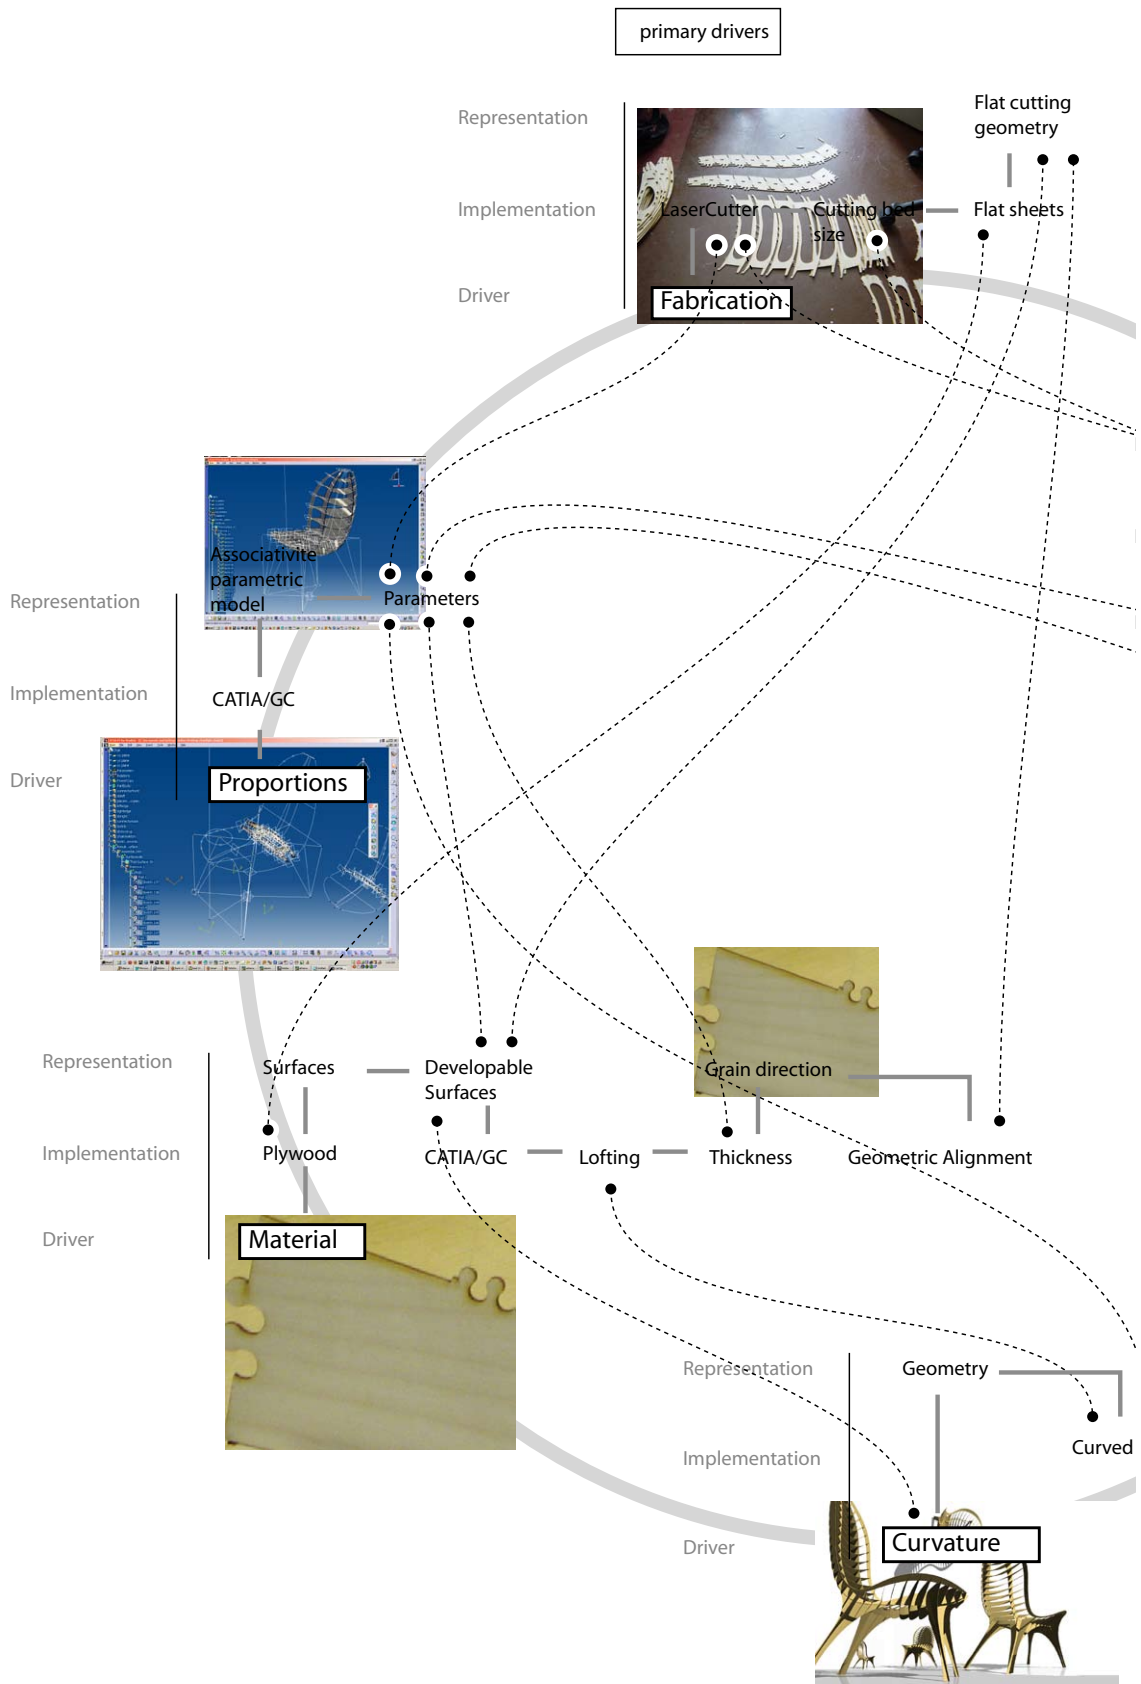 primary drivers
Representation
Flat cutting
geometry
Implementation
LaserCutter
Cutting bed
size
Flat sheets
Driver
Fabrication
Associativite
parametric
model
Representation
Parameters
Implementation
CATIA/GC
Driver
Proportions
Representation
Surfaces
Developable
Surfaces
Grain direction
Implementation
Plywood
CATIA/GC
Lofting
Thickness
Geometric Alignment
Driver
Material
Representation
Geometry
Implementation
Curved
Driver
Curvature